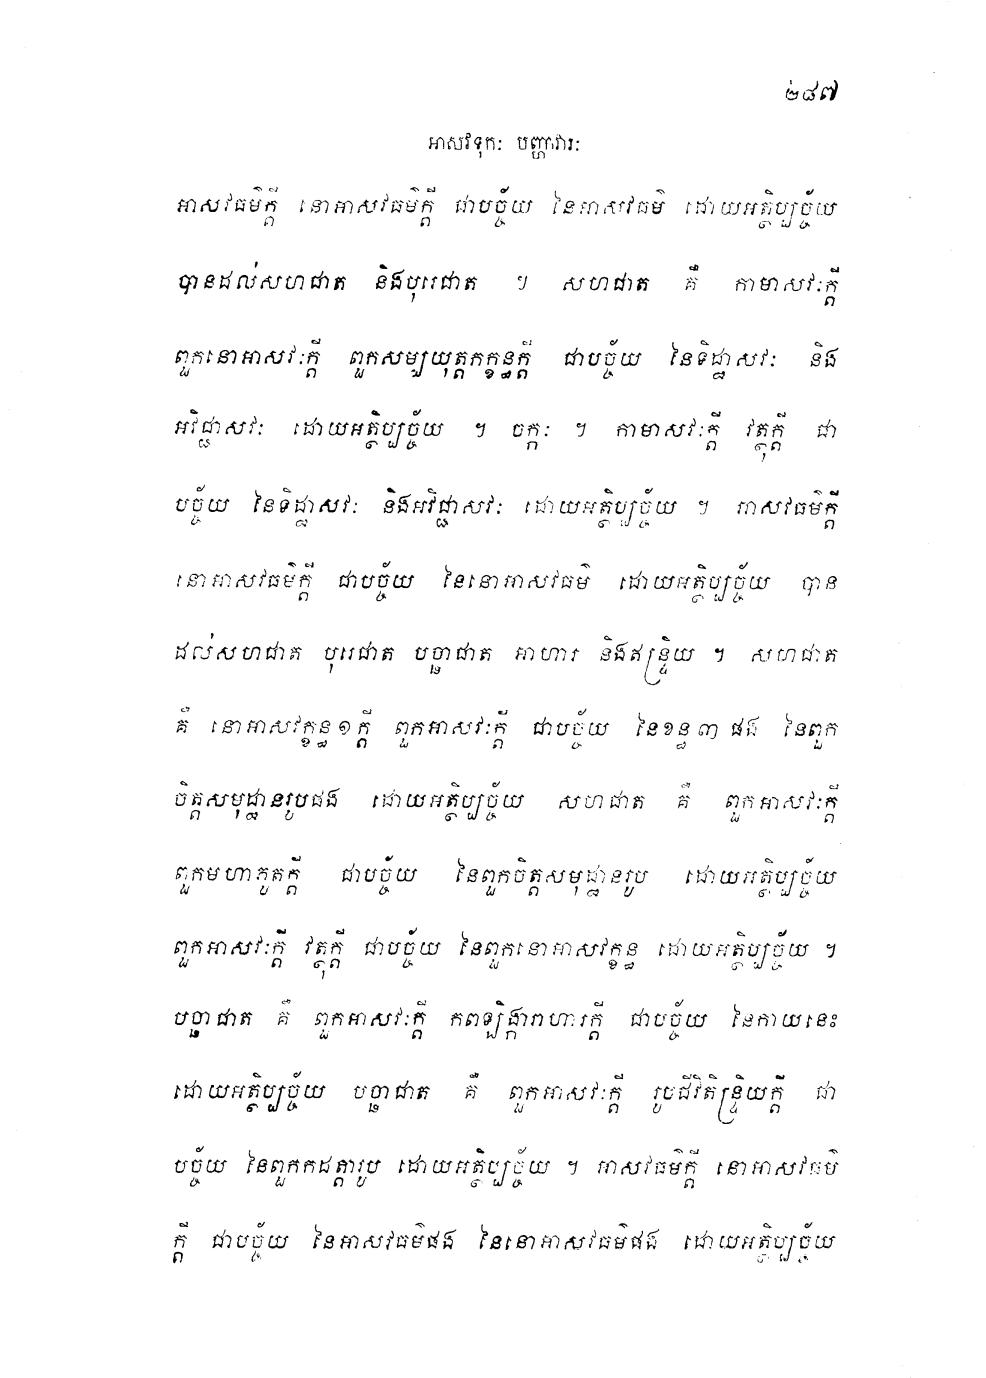 ២៨៧
អាសវទុកៈ បញ្ហាវារៈ
អាសវធម៌ក្តី នោអាសវធម៌ក្តី ជាបច្ច័យ នៃអាសវធម៌ ដោយអត្ថិប្បច្ច័យ
បានដល់សហជាត និងបុរេជាត ។ សហជាត គឺ កាមាសវៈក្តី
ពួកនោអាសវៈក្តី ពួកសម្បយុត្តកក្ខន្ធក្តី ជាបច្ច័យ នៃទិដ្ឋាសវៈ និង
អវិជ្ជាសវៈ ដោយអត្ថិប្បច្ច័យ ។ ចក្កៈ ។ កាមាសវៈក្តី វត្ថុក្តី ជា
បច្ច័យ នៃទិដ្ឋាសវៈ និងអវិជ្ជាសវៈ ដោយអត្ថិប្បច្ច័យ ។ អាសវធម៌ក្តី
នោអាសវធម៌ក្តី ជាបច្ច័យ នៃនោអាសវធម៌ ដោយអត្ថិប្បច្ច័យ បាន
ដល់សហជាត បុរេជាត បច្ឆាជាត អាហារ និងឥន្ទ្រិយ ។ សហជាត
គឺ នោអាសវក្ខន្ធ១ក្តី ពួកអាសវៈក្តី ជាបច្ច័យ នៃខន្ធ៣ផង នៃពួក
ចិត្តសមុដ្ឋានរូបផង ដោយអត្ថិប្បច្ច័យ សហជាត គឺ ពួកអាសវៈក្តី
ពួកមហាភូតក្តី ជាបច្ច័យ នៃពួកចិត្តសមុដ្ឋានរូប ដោយអត្ថិប្បច្ច័យ
ពួកអាសវៈក្តី វត្ថុក្តី ជាបច្ច័យ នៃពួកនោអាសវក្ខន្ធ ដោយអត្ថិប្បច្ច័យ ។
បច្ឆាជាត គឺ ពួកអាសវៈក្តី កពឡិង្ការាហារក្តី ជាបច្ច័យ នៃកាយនេះ
ដោយអត្ថិប្បច្ច័យ បច្ឆាជាត គឺ ពួកអាសវៈក្តី រូបជីវិតិន្ទ្រិយក្តី ជា
បច្ច័យ នៃពួកកដត្តារូប ដោយអត្ថិប្បច្ច័យ ។ អាសវធម៌ក្តី នោអាសវធម៌
ក្តី ជាបច្ច័យ នៃអាសវធម៌ផង នៃនោអាសវធម៌ផង ដោយអត្ថិប្បច្ច័យ